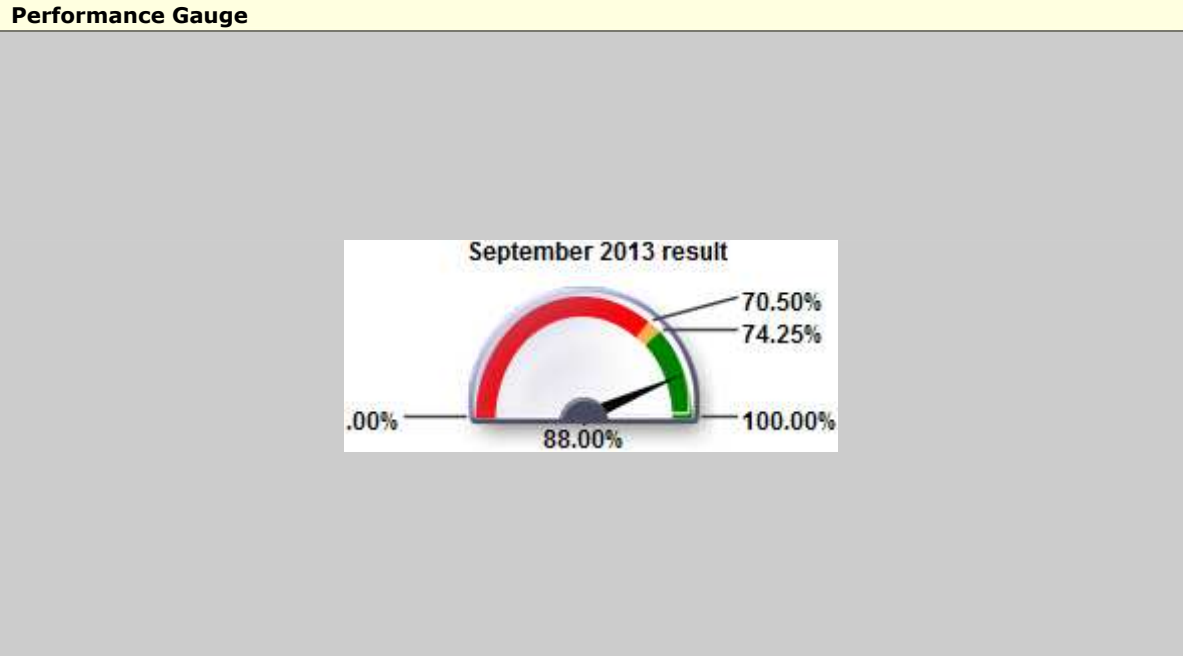 Performance Gauge
September 2013 result
70.50%
74.25%
.00%
100.00%
88.00%